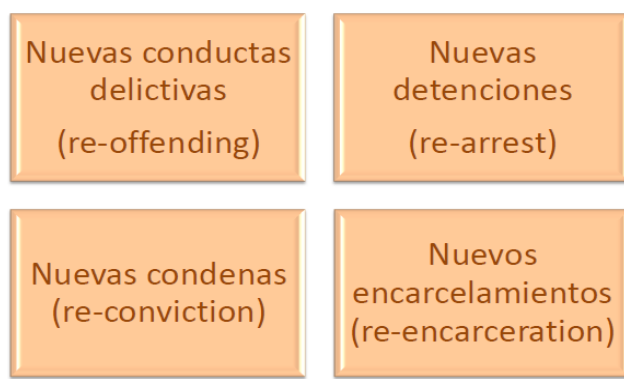 Nuevas conductas
delictivas
(re-offending)
Nuevas
detenciones
(re-arrest)
Nuevas condenas
(re-conviction)
Nuevos
encarcelamientos
(re-encarceration)